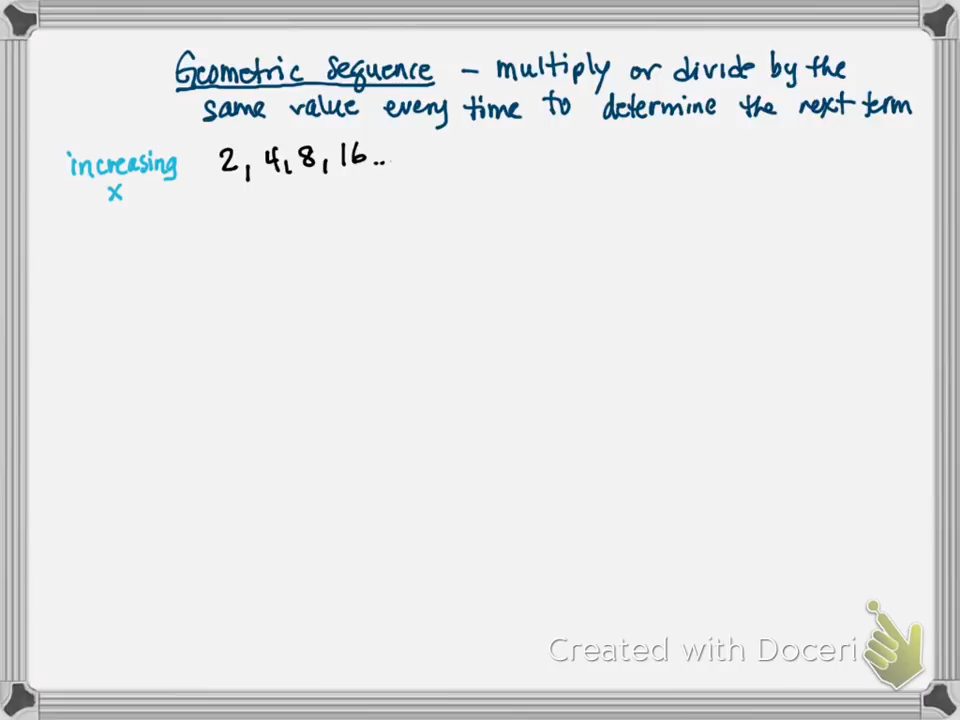 Geometric sequence - multiply or divide by the
same value every time to determine the next term
increasing 2, 4, 8, 16...
x
Created with Doceri